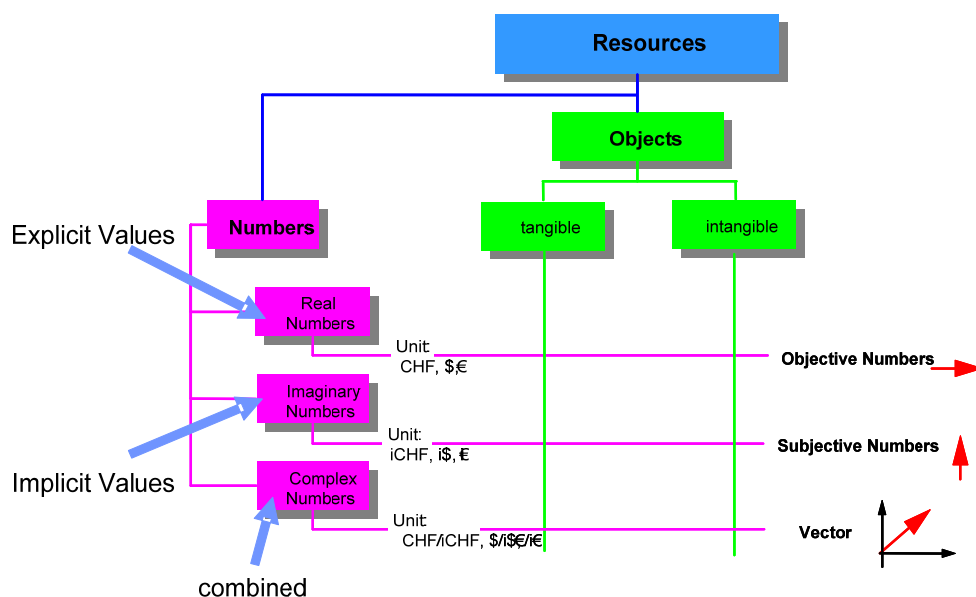 Resources
Objects
Numbers
tangible
intangible
Explicit Values
Real
Numbers
Unit:
CHF, $,€
Objective Numbers
Imaginary
Numbers
Unit:
iCHF, i$, €
Subjective Numbers
Implicit Values
Complex
Numbers
Unit:
CHF/iCHF, $/i$,€/i€
Vector
combined